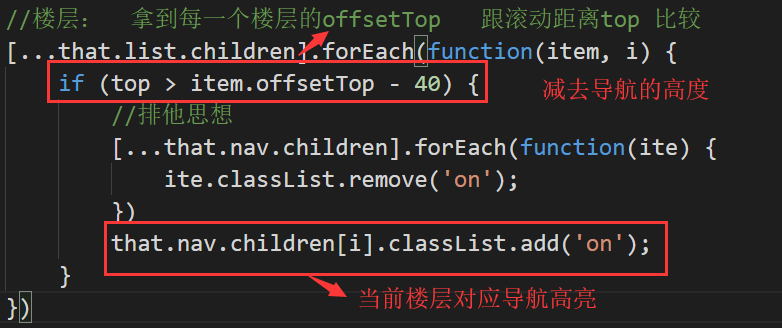 //楼层:  拿到每一个楼层的offsetTop  跟滚动距离top 比较
[...that.list.children].forEach(function(item, i) {
if (top > item.offsetTop - 40) {
减去导航的高度
//排他思想
[...that.nav.children].forEach(function(ite) {
ite.classList.remove('on');
})
that.nav.children[i].classList.add('on');
}
当前楼层对应导航高亮
})